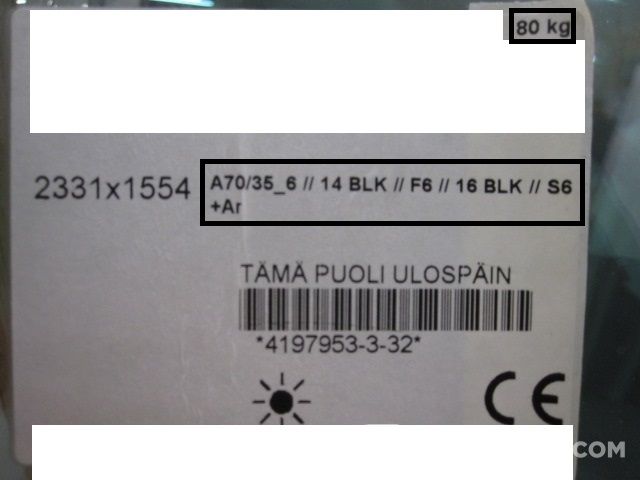 80 kg
2331x1554
A70/35_6 // 14 BLK // F6 // 16 BLK // S6
+Ar
TÄMÄ PUOLI ULOSPÄIN
*4197953-3-32*
CE
COM